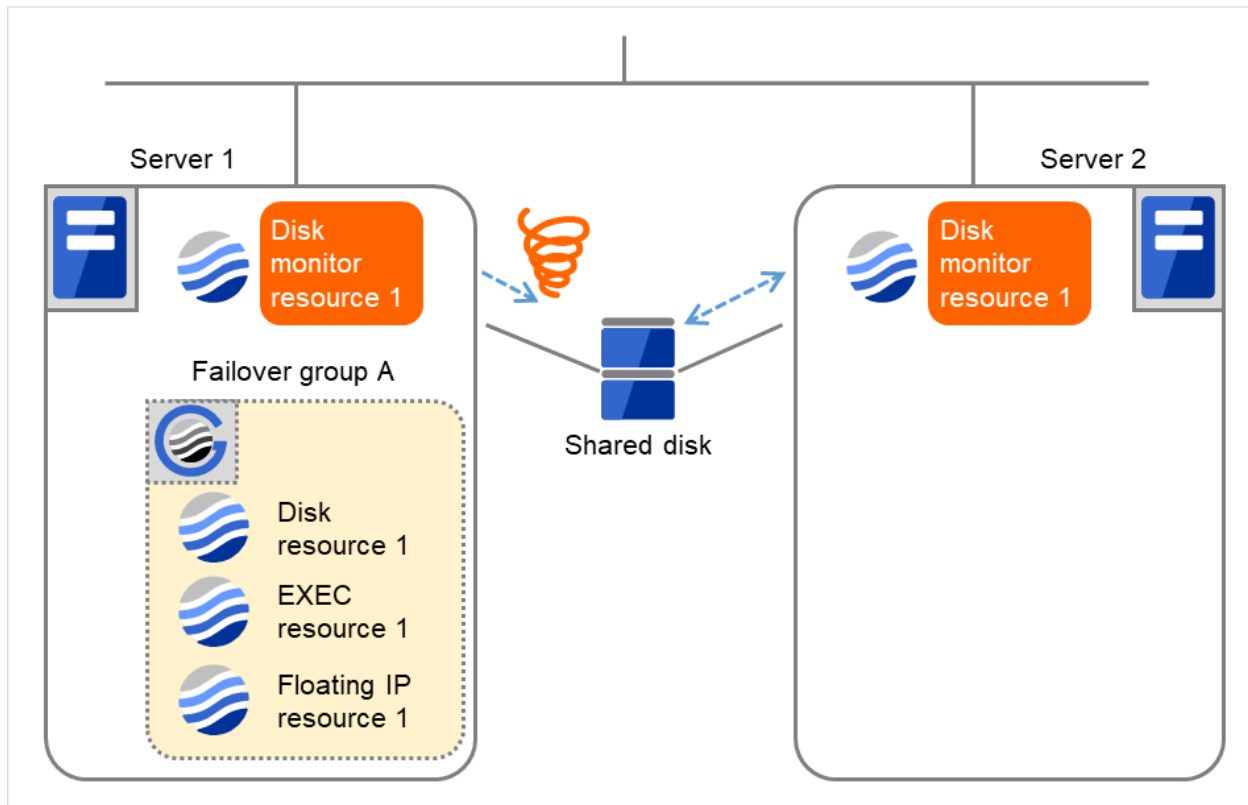 Server 1
Server 2
Disk
monitor
resource 1
Disk
monitor
resource 1
Shared disk
Failover group A
Disk
resource 1
EXEC
resource 1
Floating IP
resource 1